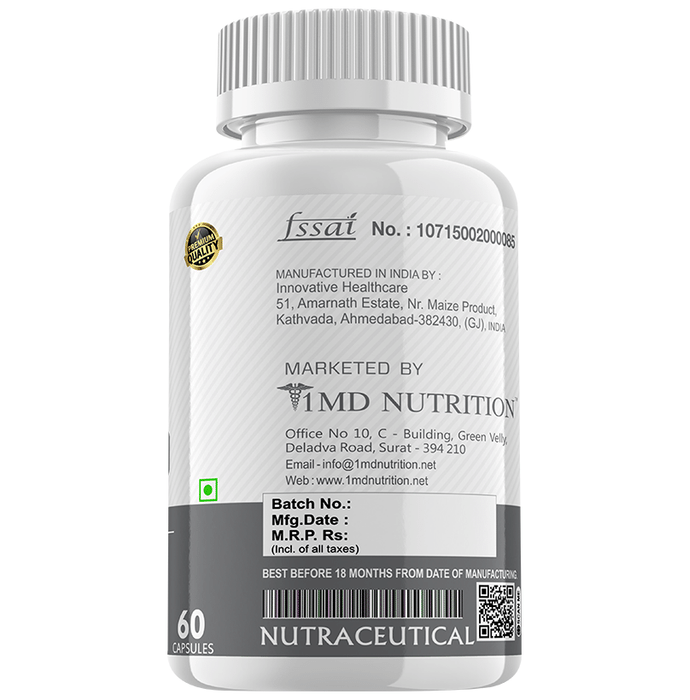 fssai No. : 10715002000085
PREMIUM
QUALITY
MANUFACTURED IN INDIA BY :
Innovative Healthcare
51, Amarnath Estate, Nr. Maize Product,
Kathvada, Ahmedabad-382430, (GJ), INDIA
MARKETED BY
1MD NUTRITION
Office No 10, C - Building, Green Velly,
Deladva Road, Surat - 394 210
Email - info@1mdnutrition.net
Web : www.1mdnutrition.net
Batch No.:
Mfg.Date :
M.R.P. Rs:
(Incl. of all taxes)
BEST BEFORE 18 MONTHS FROM DATE OF MANUFACTURING
SCAN ME
60
CAPSULES
NUTRACEUTICAL